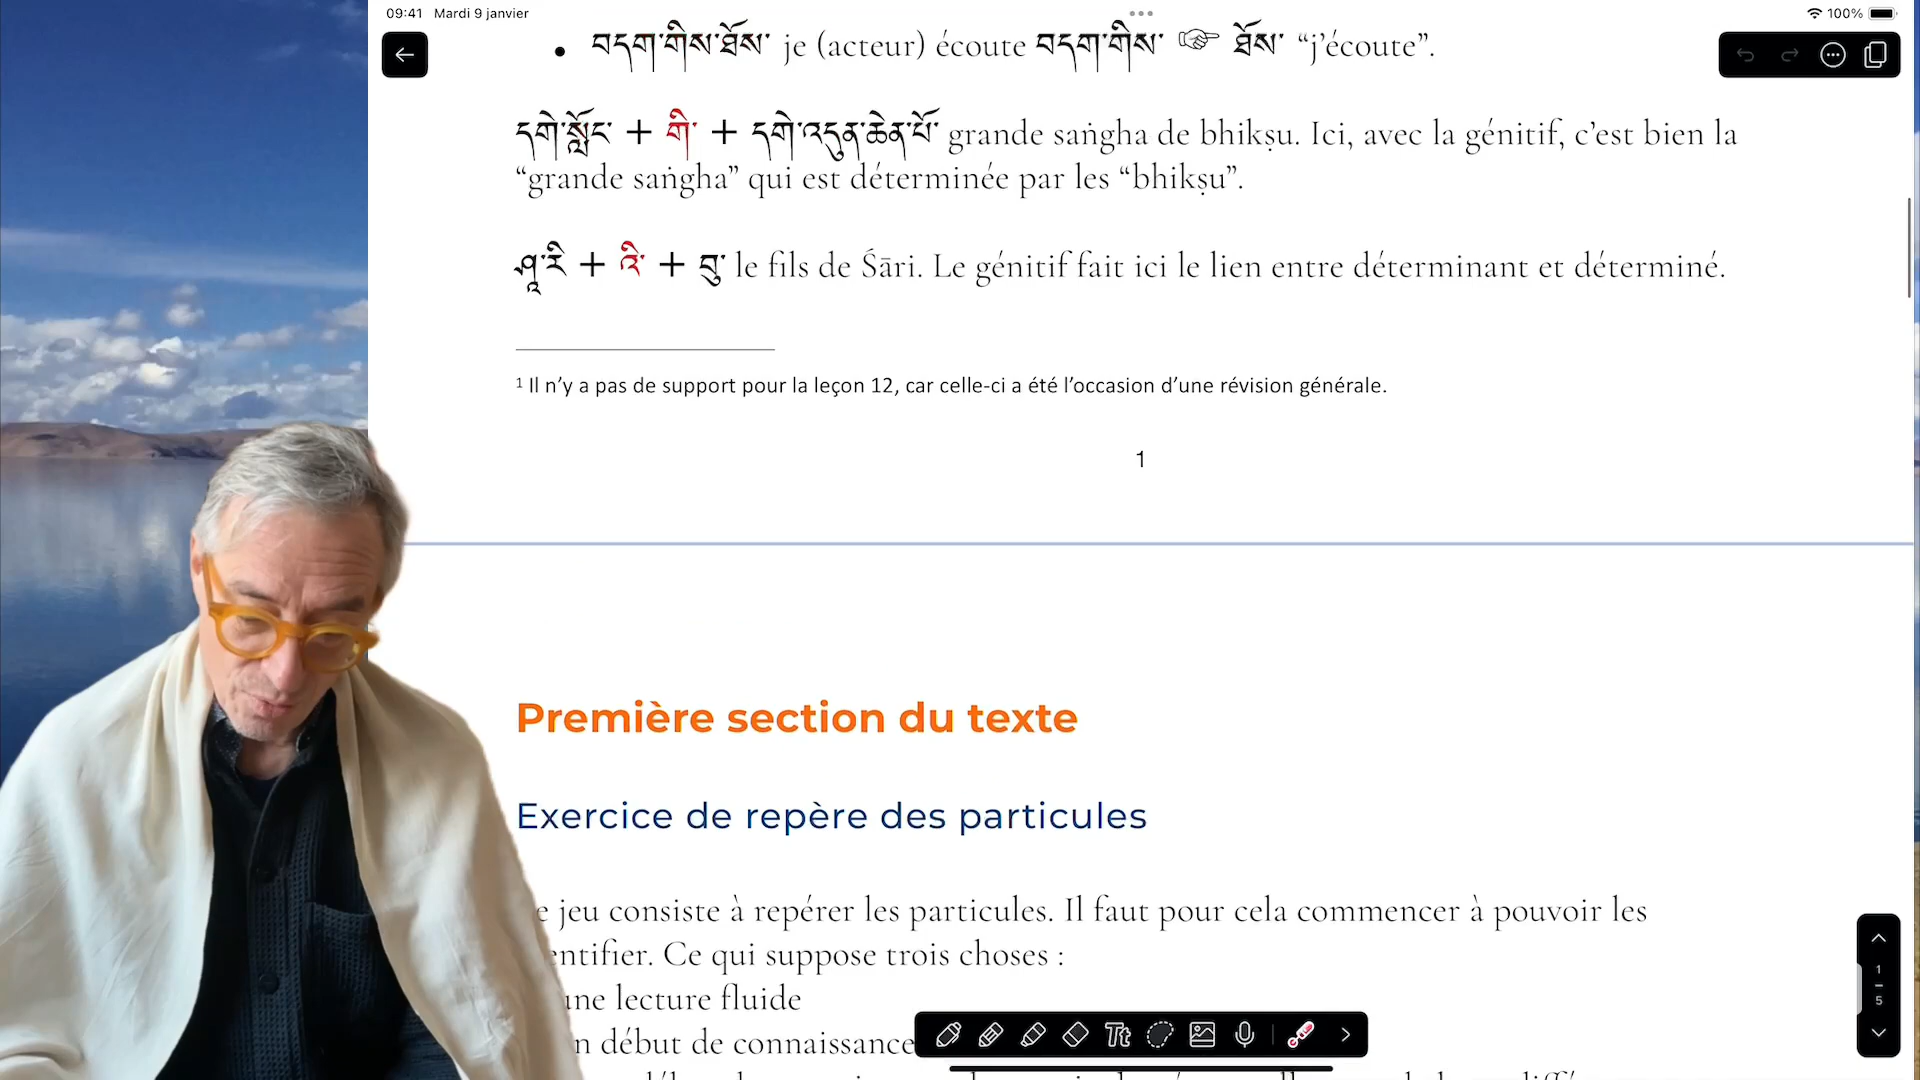 09:41 Mardi 9 janvier
100%
• བདག་གིས་ཐོས་ je (acteur) écoute བདག་གིས་ ☞ ཐོས་ “j’écoute”.
དགེ་སློང་ + གི་ + དགེ་འདུན་ཆེན་པོ་ grande saṅgha de bhikṣu. Ici, avec la génitif, c’est bien la
“grande saṅgha” qui est déterminée par les “bhikṣu”.
ཤཱ་རི + འི་ + བུ་ le fils de Śāri. Le génitif fait ici le lien entre déterminant et déterminé.
¹ Il n’y a pas de support pour la leçon 12, car celle-ci a été l’occasion d’une révision générale.
1
Première section du texte
Exercice de repère des particules
e jeu consiste à repérer les particules. Il faut pour cela commencer à pouvoir les
entifier. Ce qui suppose trois choses :
une lecture fluide
n début de connaissance
Tt
1
5